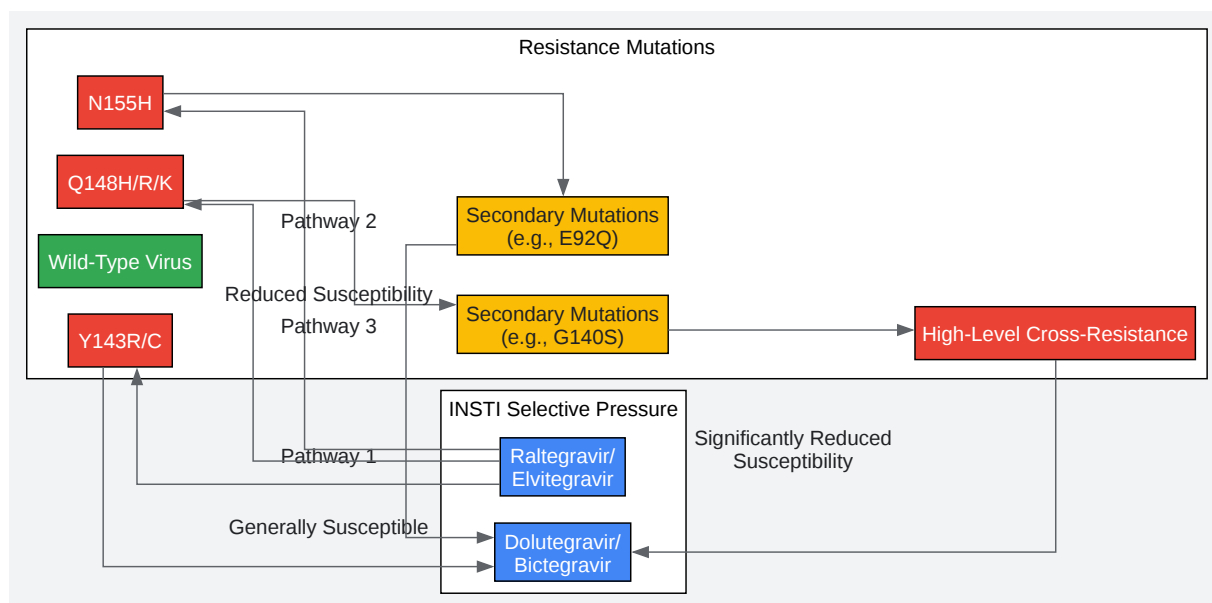 Resistance Mutations
N155H
Q148H/R/K
Pathway 2
Secondary Mutations
(e.g., E92Q)
Wild-Type Virus
Reduced Susceptibility
Secondary Mutations
(e.g., G140S)
Pathway 3
Y143R/C
High-Level Cross-Resistance
INSTI Selective Pressure
Pathway 1
Raltegravir/
Elvitegravir
Significantly Reduced
Susceptibility
Generally Susceptible
Dolutegravir/
Bictegravir